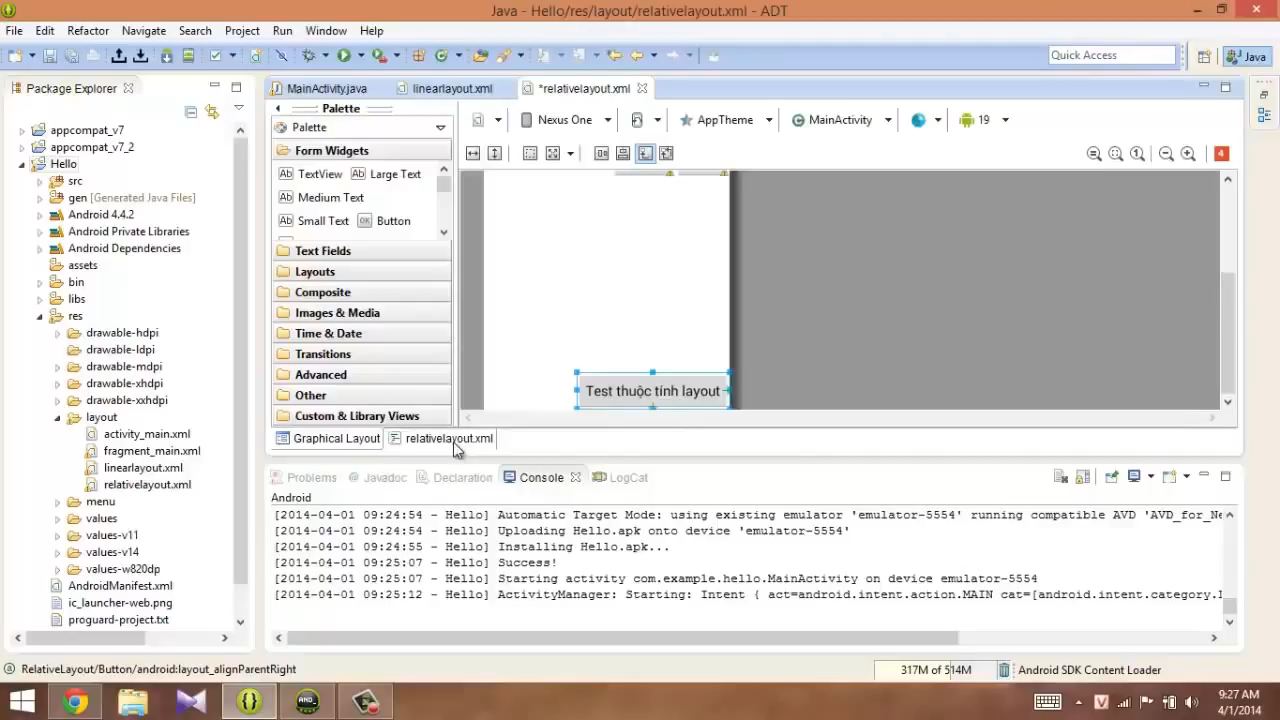 Java - Hello/res/layout/relativelayout.xml - ADT
File Edit Refactor Navigate Search Project Run Window Help
Quick Access
Java
Package Explorer
MainActivity.java
linearlayout.xml
*relativelayout.xml
Palette
Palette
Nexus One
AppTheme
MainActivity
19
4
Form Widgets
TextView
Large Text
Medium Text
Small Text
Button
Text Fields
Layouts
Composite
Images & Media
Time & Date
Transitions
Advanced
Other
Custom & Library Views
appcompat_v7
appcompat_v7_2
Hello
src
gen [Generated Java Files]
Android 4.4.2
Android Private Libraries
Android Dependencies
assets
bin
libs
res
drawable-hdpi
drawable-ldpi
drawable-mdpi
drawable-xhdpi
drawable-xxhdpi
layout
activity_main.xml
fragment_main.xml
linearlayout.xml
relativelayout.xml
menu
values
values-v11
values-v14
values-w820dp
AndroidManifest.xml
ic_launcher-web.png
proguard-project.txt
Test thuộc tính layout
Graphical Layout
relativelayout.xml
Problems
@ Javadoc
Declaration
Console
LogCat
Android
[2014-04-01 09:24:54 - Hello] Automatic Target Mode: using existing emulator 'emulator-5554' running compatible AVD 'AVD_for_Ne
[2014-04-01 09:24:54 - Hello] Uploading Hello.apk onto device 'emulator-5554'
[2014-04-01 09:24:55 - Hello] Installing Hello.apk...
[2014-04-01 09:25:07 - Hello] Success!
[2014-04-01 09:25:07 - Hello] Starting activity com.example.hello.MainActivity on device emulator-5554
[2014-04-01 09:25:12 - Hello] ActivityManager: Starting: Intent { act=android.intent.action.MAIN cat=[android.intent.category.
RelativeLayout/Button/android:layout_alignParentRight
317M of 514M
Android SDK Content Loader
9:27 AM
4/1/2014